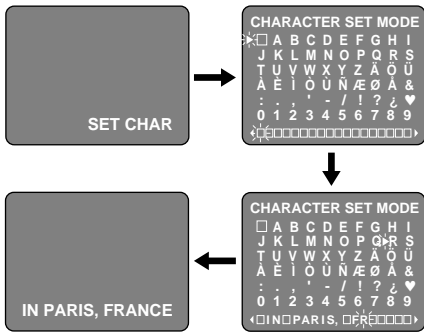 SET CHAR
CHARACTER SET MODE
□ A B C D E F G H I
J K L M N O P Q R S
T U V W X Y Z Ä Ö Ü
À È Ì Ò Ù Ñ Æ Ø Å &
: . , ' - / ! ? ¿ ♥
0 1 2 3 4 5 6 7 8 9
CHARACTER SET MODE
□ A B C D E F G H I
J K L M N O P Q R S
T U V W X Y Z Ä Ö Ü
À È Ì Ò Ù Ñ Æ Ø Å &
: . , ' - / ! ? ¿ ♥
0 1 2 3 4 5 6 7 8 9
□IN□PARIS, □FR□□□□
IN PARIS, FRANCE